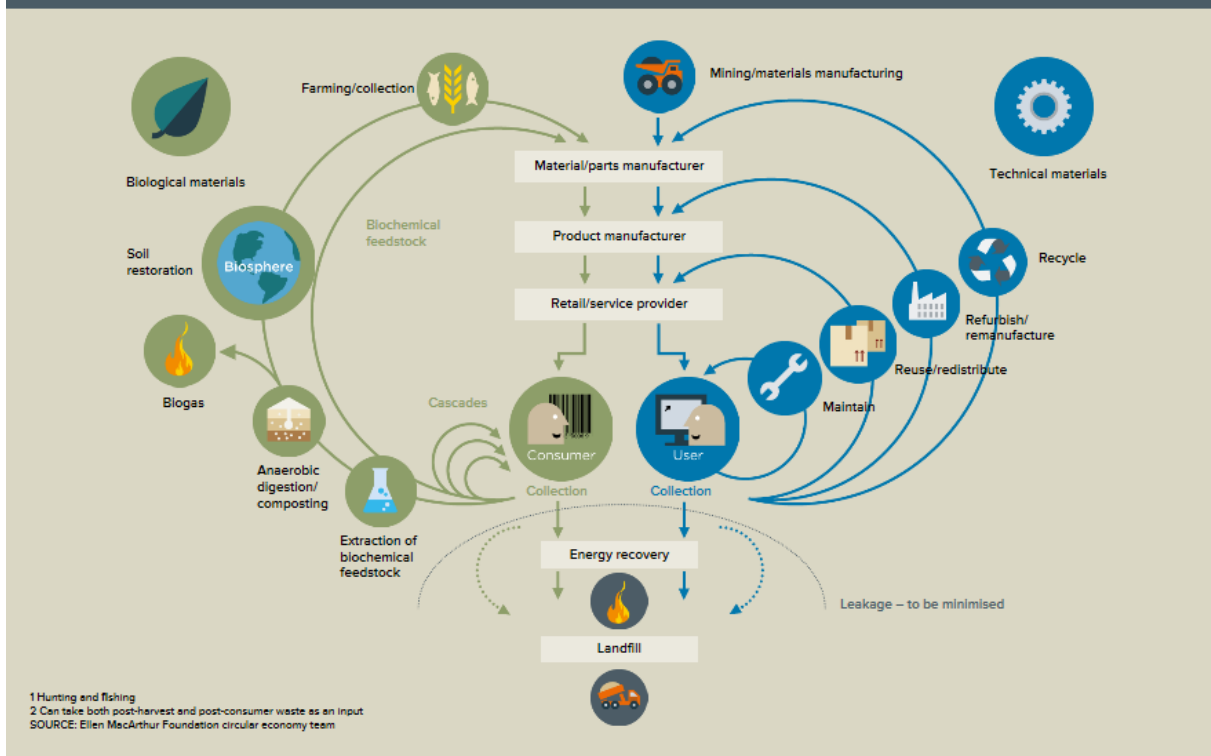 Farming/collection
Mining/materials manufacturing
Biological materials
Technical materials
Material/parts manufacturer
Biochemical
feedstock
Product manufacturer
Soil
restoration
Biosphere
Recycle
Retail/service provider
Refurbish/
remanufacture
Reuse/redistribute
Biogas
Cascades
Maintain
Consumer
User
Anaerobic
digestion/
composting
Collection
Collection
Extraction of
biochemical
feedstock
Energy recovery
Leakage – to be minimised
Landfill
1 Hunting and fishing
2 Can take both post-harvest and post-consumer waste as an input
SOURCE: Ellen MacArthur Foundation circular economy team